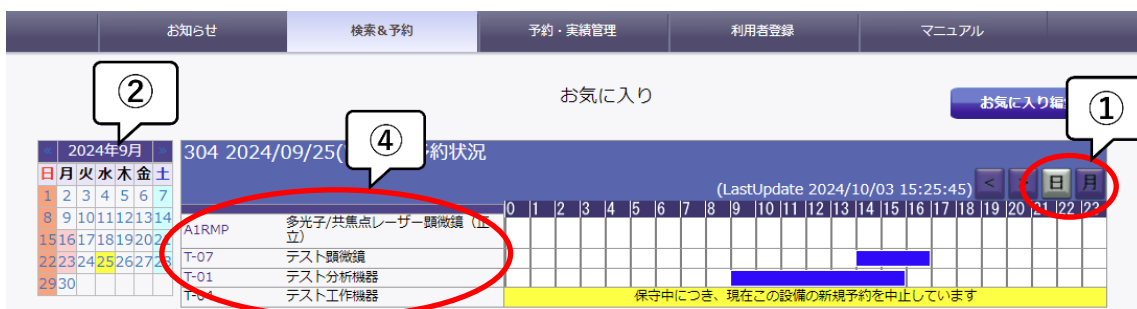 お知らせ 検索&予約 予約・実績管理 利用者登録 マニュアル
② ④ ①
お気に入り
お気に入り編
« 2024年9月 »
304 2024/09/25( 予約状況
(LastUpdate 2024/10/03 15:25:45) < 日 月
日 月 火 水 木 金 土
1 2 3 4 5 6 7
8 9 10 11 12 13 14
15 16 17 18 19 20 21
22 23 24 25 26 27 28
29 30
0 1 2 3 4 5 6 7 8 9 10 11 12 13 14 15 16 17 18 19 20 21 22 23
A1RMP 多光子/共焦点レーザー顕微鏡(正立)
T-07 テスト顕微鏡
T-01 テスト分析機器
T-04 テスト工作機器 保守中につき、現在この設備の新規予約を中止しています